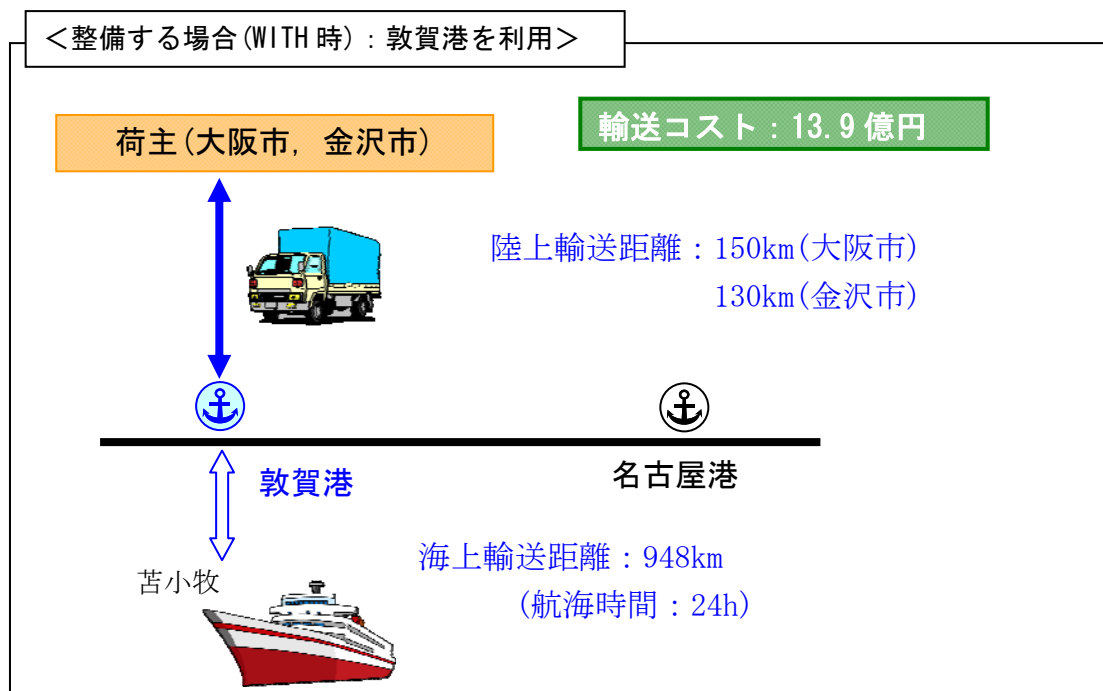 ＜整備する場合(WITH時)：敦賀港を利用＞
荷主(大阪市, 金沢市)
輸送コスト：13.9億円
陸上輸送距離：150km(大阪市)
130km(金沢市)
敦賀港
名古屋港
海上輸送距離：948km
(航海時間：24h)
苫小牧